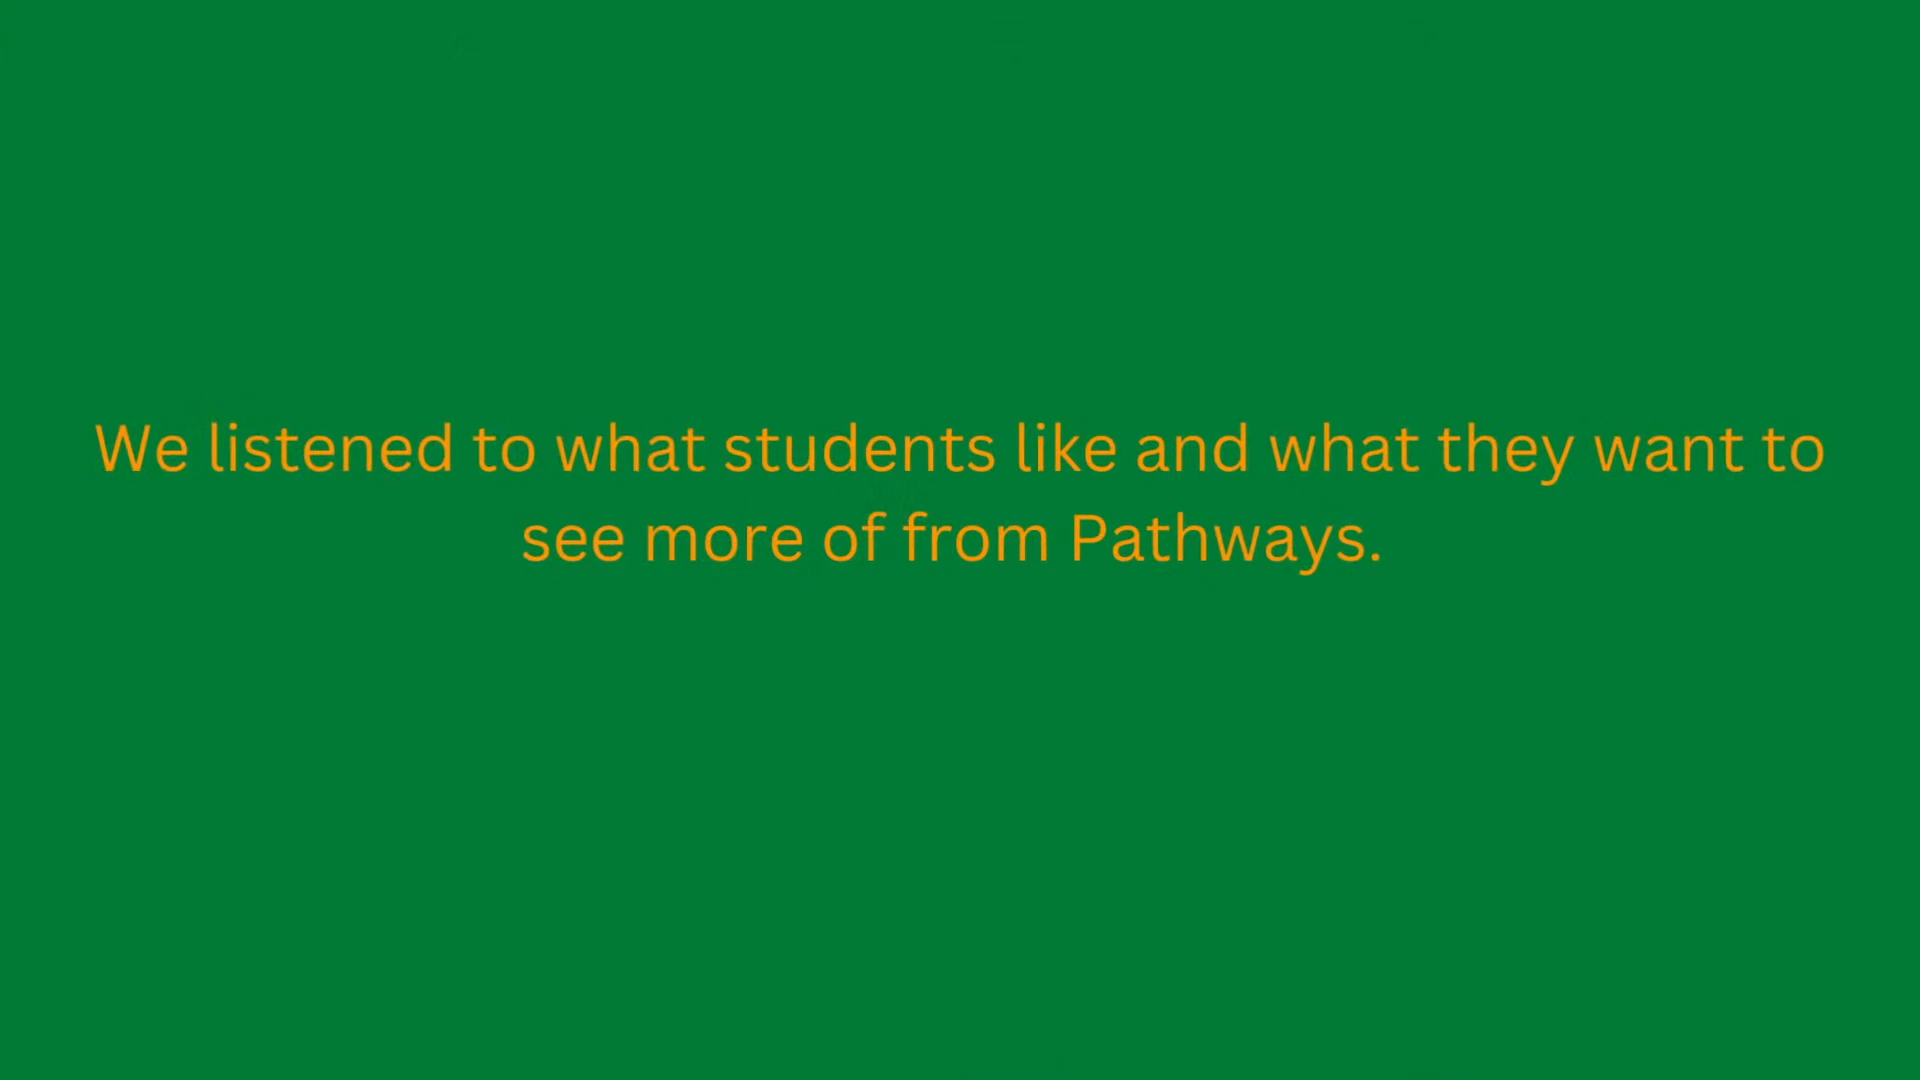 We listened to what students like and what they want to
see more of from Pathways.